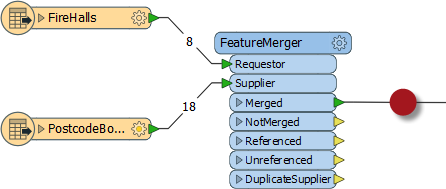 FireHalls
8
FeatureMerger
Requestor
Supplier
18
Merged
PostcodeBo...
NotMerged
Referenced
Unreferenced
DuplicateSupplier